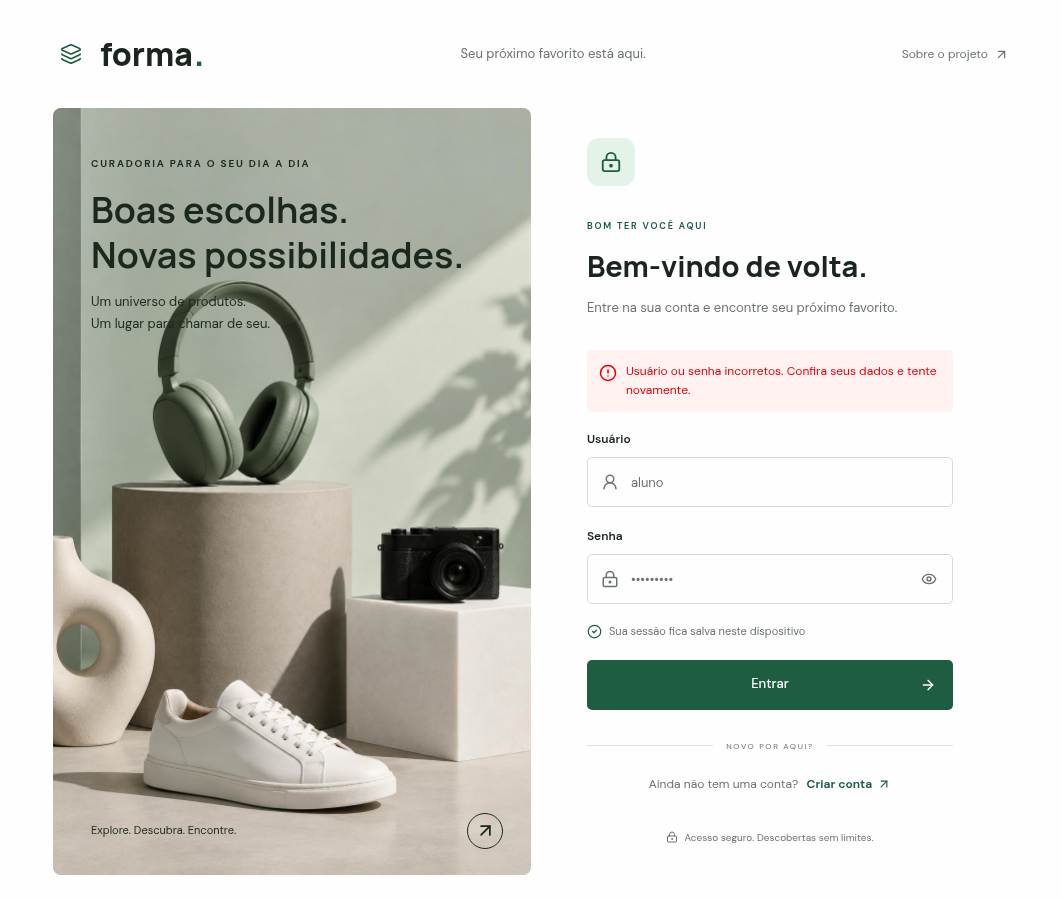 forma.
Seu próximo favorito está aqui.
Sobre o projeto
CURADORIA PARA O SEU DIA A DIA
Boas escolhas.
Novas possibilidades.
Um universo de produtos.
Um lugar para chamar de seu.
Explore. Descubra. Encontre.
BOM TER VOCÊ AQUI
Bem-vindo de volta.
Entre na sua conta e encontre seu próximo favorito.
Usuário ou senha incorretos. Confira seus dados e tente
novamente.
Usuário
aluno
Senha
•••••••••
Sua sessão fica salva neste dispositivo
Entrar
NOVO POR AQUI?
Ainda não tem uma conta? Criar conta
Acesso seguro. Descobertas sem limites.